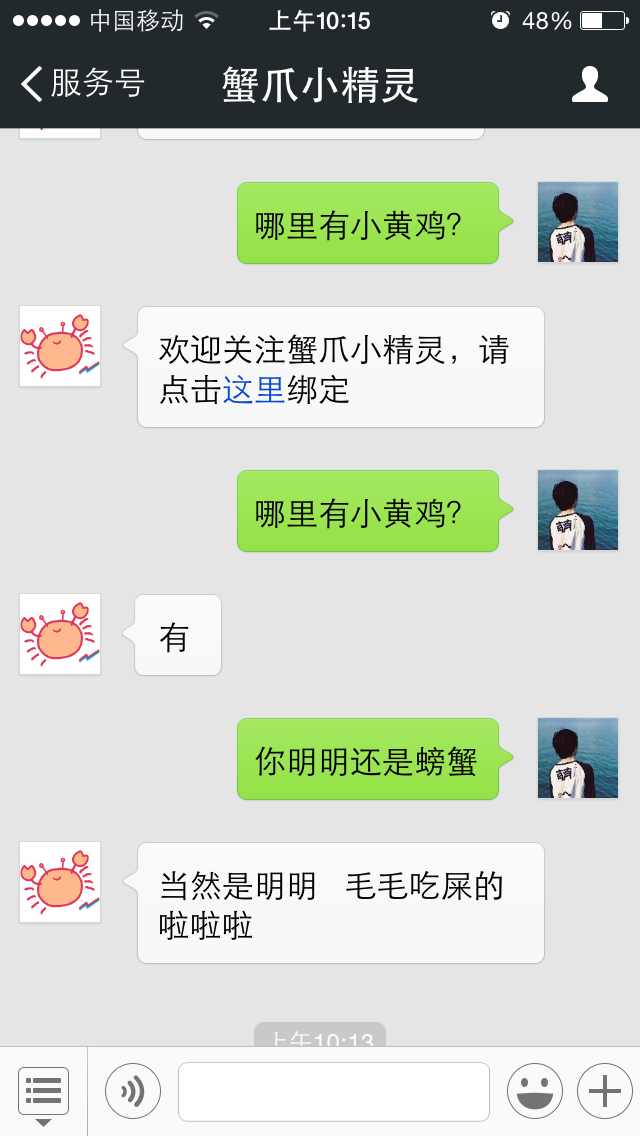 中国移动 上午10:15 48%
服务号 蟹爪小精灵
哪里有小黄鸡?
欢迎关注蟹爪小精灵，请
点击这里绑定
哪里有小黄鸡?
有
你明明还是螃蟹
当然是明明 毛毛吃屎的
啦啦啦
上午10:13